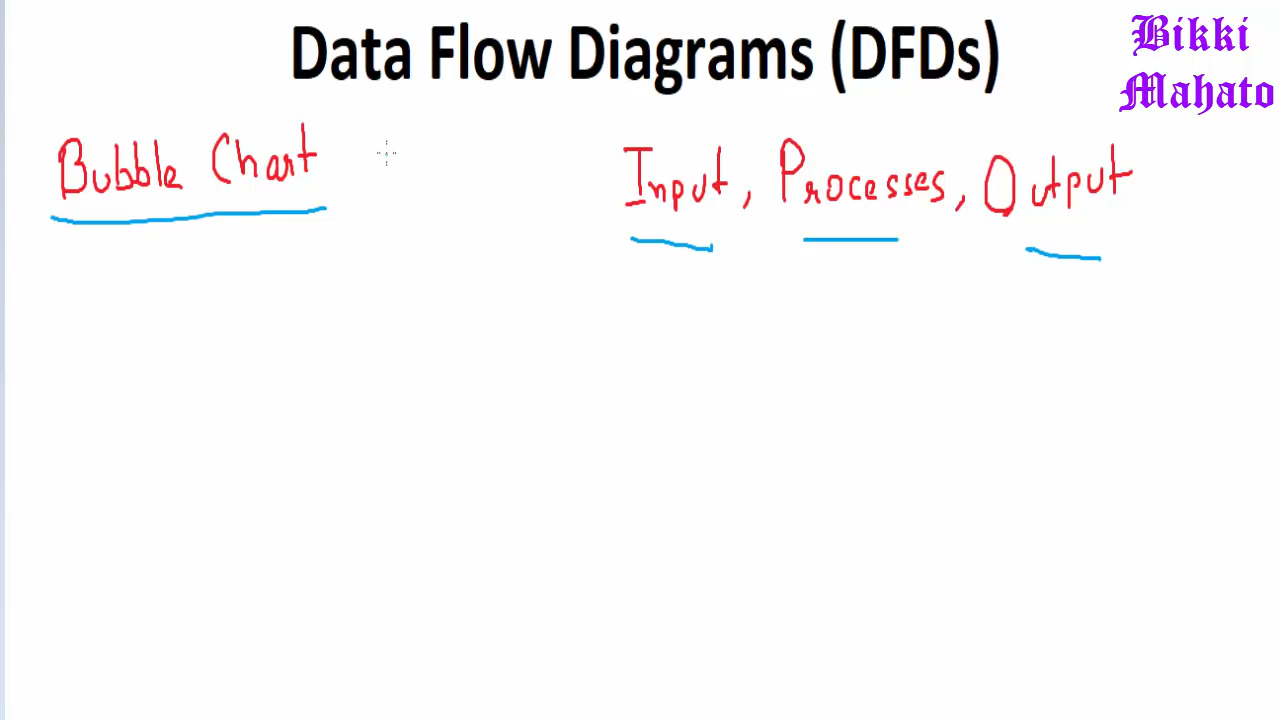 Data Flow Diagrams (DFDs)
Bikki
Mahato
Bubble Chart
Input, Processes, Output